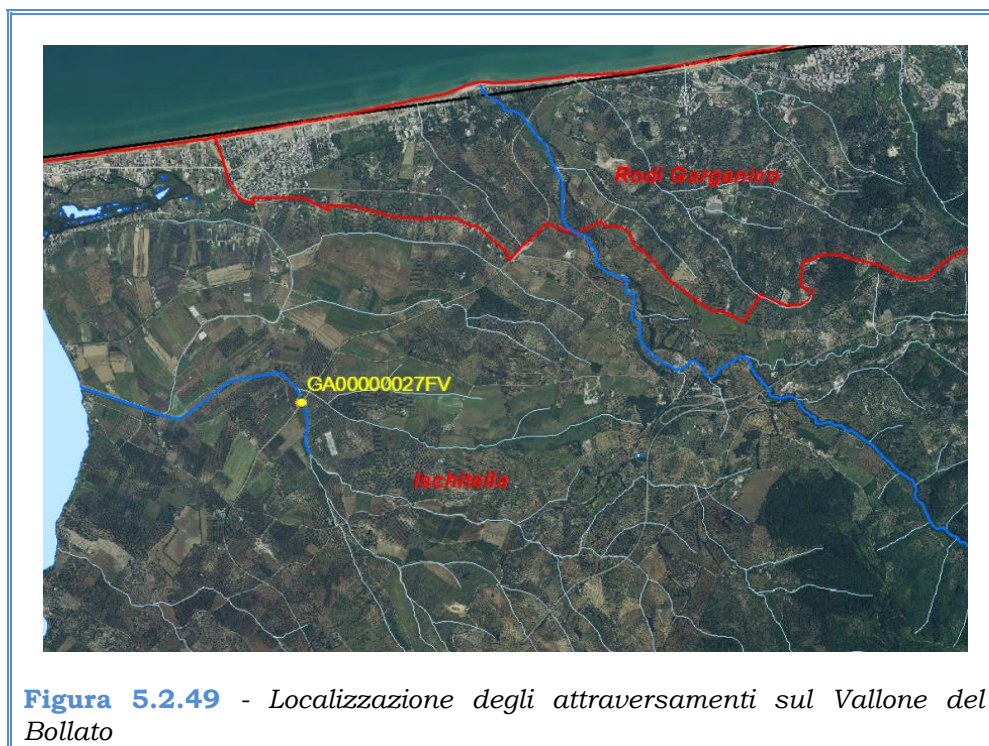 Rodi Garganico
GA00000027FV
Ischitella
Figura 5.2.49 - Localizzazione degli attraversamenti sul Vallone del
Bollato